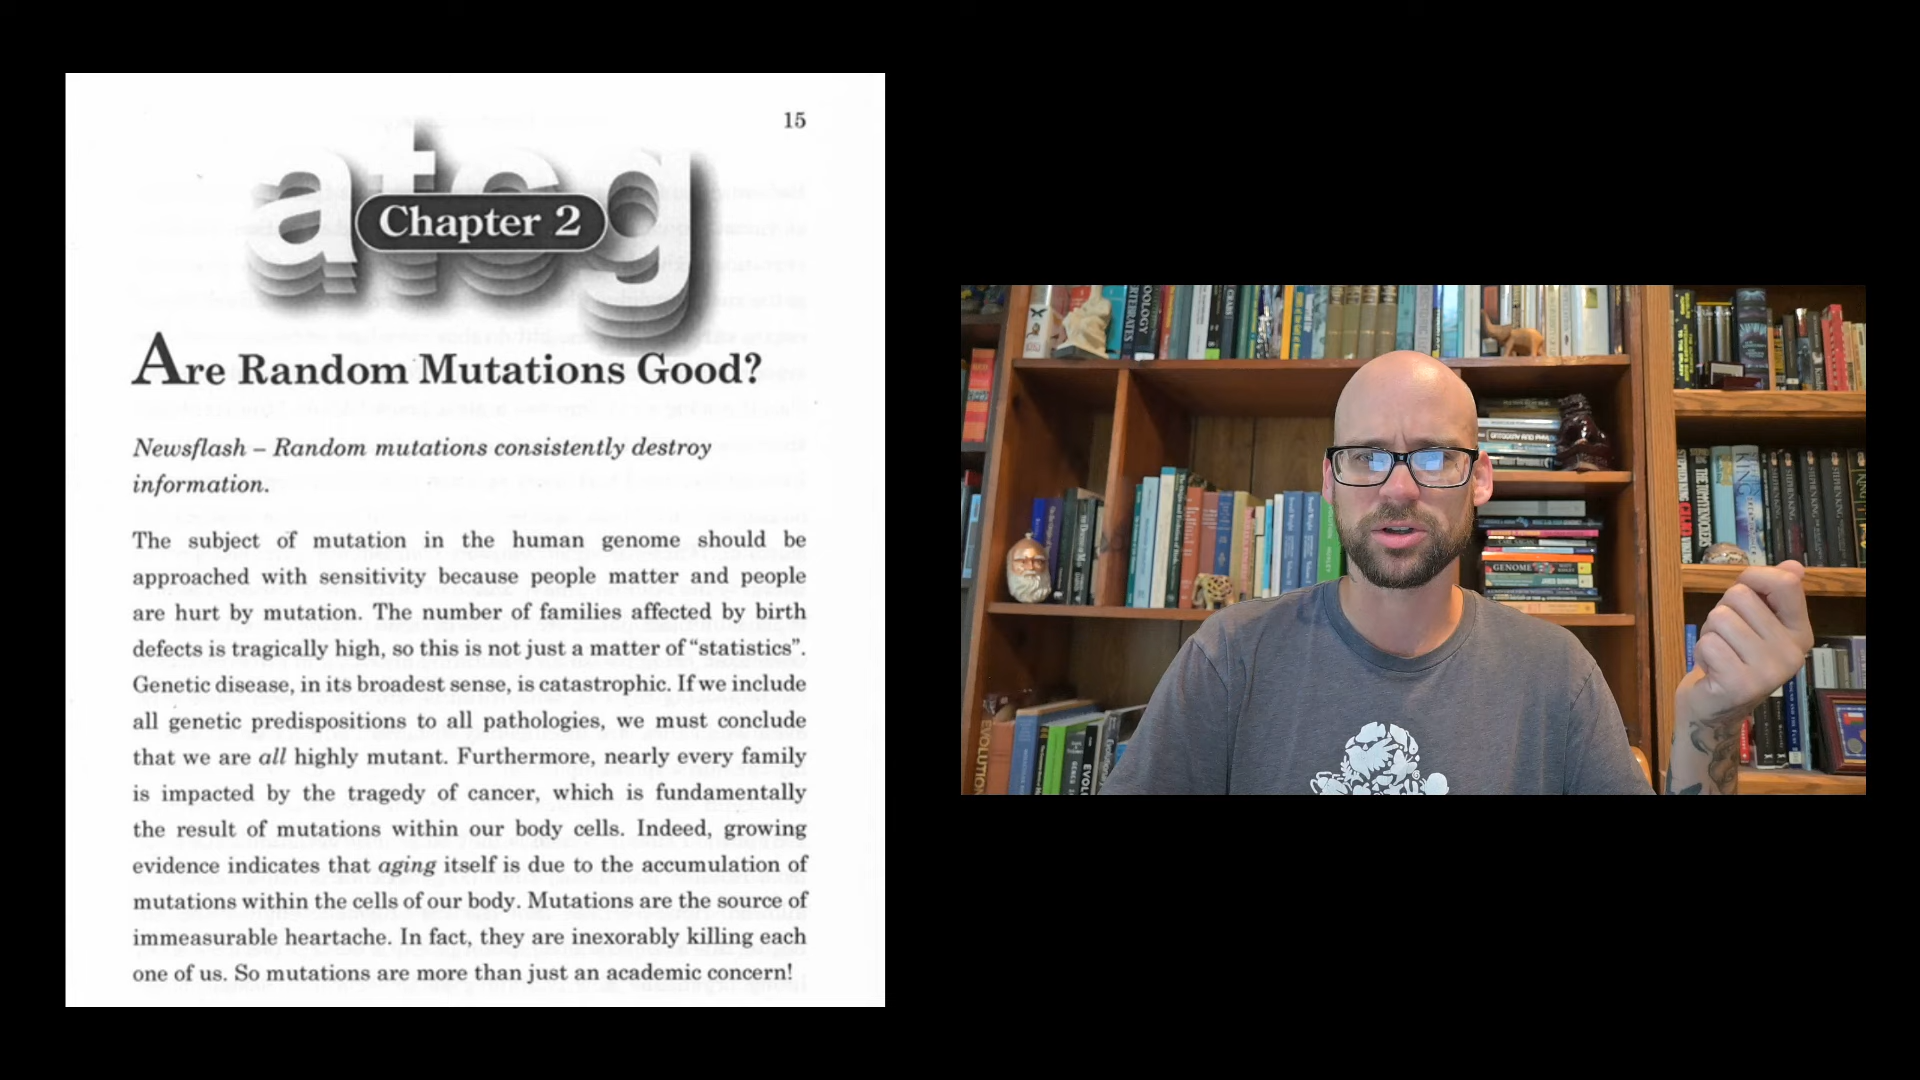 15
atcg
Chapter 2
Are Random Mutations Good?
Newsflash – Random mutations consistently destroy
information.
The subject of mutation in the human genome should be
approached with sensitivity because people matter and people
are hurt by mutation. The number of families affected by birth
defects is tragically high, so this is not just a matter of “statistics”.
Genetic disease, in its broadest sense, is catastrophic. If we include
all genetic predispositions to all pathologies, we must conclude
that we are all highly mutant. Furthermore, nearly every family
is impacted by the tragedy of cancer, which is fundamentally
the result of mutations within our body cells. Indeed, growing
evidence indicates that aging itself is due to the accumulation of
mutations within the cells of our body. Mutations are the source of
immeasurable heartache. In fact, they are inexorably killing each
one of us. So mutations are more than just an academic concern!
GENOME
EVOLUTION
KING
STEPHEN KING